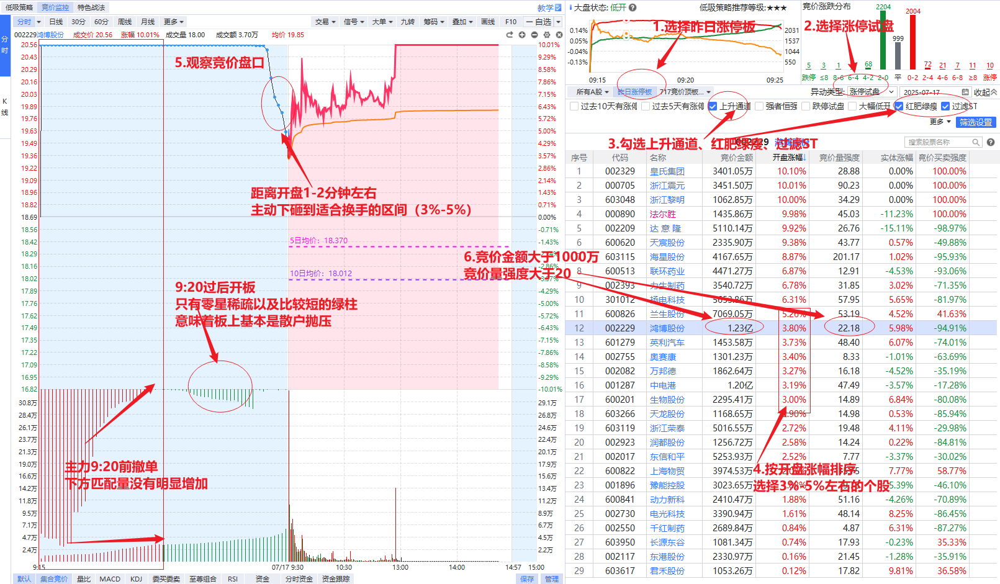 低吸策略 竞价监控 特色战法 教学
分时 日线 30分 60分 周线 月线 更多 交易 信号 大单 九转 筹码 叠加 画线 F10 一自选
002229鸿博股份 成交价 20.56 涨幅 10.01% 成交量 18.00 成交额 3.70万 均价 19.85
分时
K线
20.56 10.01%
20.43 9.29%
20.29 8.58%
20.16 7.86%
20.03 7.15%
19.89 6.43%
19.76 5.72%
19.63 5.00%
19.49 4.29%
19.36 3.57%
19.22 2.86%
19.09 2.14%
18.96 1.43%
18.82 0.71%
18.69 0.00%
18.56 -0.71%
18.42 -1.43%
18.29
18.16 -2.86%
18.02 -3.57%
17.89 -4.29%
17.76 -5.00%
17.62 -5.72%
17.49 -6.43%
17.35 -7.15%
17.22 -7.86%
17.09 -8.58%
16.95 -9.29%
16.82 -10.01%
30.8万 29.1万
28.4万 26.8万
26.1万 24.6万
23.7万 22.4万
21.3万 20.1万
19.0万 17.9万
16.6万 15.6万
14.2万 13.4万
11.8万 11.2万
9.5万 8.9万
7.1万 6.7万
4.7万 4.5万
2.4万 2.2万
5.观察竞价盘口
距离开盘1-2分钟左右
主动下砸到适合换手的区间（3%-5%）
5日均价：18.370
10日均价：18.012
9:20过后开板
只有零星稀疏以及比较短的绿柱
意味着板上基本是散户抛压
主力9:20前撤单
下方匹配量没有明显增加
9:15 07/17 9:30 10:30 13:00 14:00 14:57 15:00
默认 集合竞价 量比 MACD KDJ 委买委卖 至尊组合 RSI 资金 分时资金 资金跟踪 保存 管理
大盘状态: 低开 低吸策略推荐等级:★★★
0.14% 2031
0.05% 1537
-0.04% 1044
-0.13% 550
09:15 09:20 09:25
1.选择昨日涨停板
竞价涨跌分布
2.选择涨停试盘
5 3 1 68 2204 999 2004 72 21 7 11 10
跌停 ≤8 8-6 6-4 4-2 2-0 平 0-2 2-4 4-6 6-8 ≥8 涨停
所有A股 昨日涨停板 717竞价顶板... 异动类型: 涨停试盘 2025-07-17 收起
过去10天有涨停 过去5天有涨停 上升通道 强者恒强 跌停试盘 大幅低开 红肥绿瘦 过滤ST
更多 筛选设置
3.勾选上升通道、红肥绿瘦、过滤ST
002229 鸿博股份
搜索股票名称
序号 代码 名称 竞价金额 开盘涨幅↓ 竞价量强度 实体涨幅 竞价买卖强度
1 002329 皇氏集团 3401.05万 10.10% 28.88 0.00% 100.00%
2 000705 浙江震元 3451.50万 10.01% 90.23 0.00% 100.00%
3 603048 浙江黎明 1062.85万 10.00% 34.29 0.00% 100.00%
4 000890 法尔胜 1435.86万 9.98% 45.03 -11.23% 100.00%
5 002209 达 意 隆 5110.14万 9.92% 26.76 -15.11% -98.97%
6 600620 天宸股份 2335.90万 9.38% 43.77 0.57% -49.88%
603115 海星股份 4167.65万 8.87% 201.17 1.02% -95.93%
8 600513 联环药业 4471.27万 6.87% 12.91 -4.53% -93.06%
9 002393 力生制药 3540.72万 6.78% 31.85 3.02% -71.35%
10 301012 扬电科技 5653.86万 6.31% 57.95 5.65% -81.97%
11 600826 兰生股份 7069.05万 5.26% 53.19 4.52% 41.63%
12 002229 鸿博股份 1.23亿 3.80% 22.18 5.98% -94.91%
13 601279 英利汽车 1453.58万 3.73% 48.40 6.07% -74.01%
14 002755 奥赛康 1301.23万 3.40% 8.33 -1.01% -63.69%
15 002082 万邦德 1862.64万 3.27% 16.18 -4.52% -35.19%
16 001287 中电港 1.20亿 3.19% 47.49 -3.57% -17.28%
17 600201 生物股份 2295.41万 3.00% 14.89 6.84% -80.08%
18 603266 天龙股份 1168.65万 2.90% 14.98 0.53% -85.94%
19 603119 浙江荣泰 5016.55万 2.72% 19.48 4.11% -29.98%
20 002923 润都股份 1256.72万 2.58% 14.24 0.22% -84.81%
21 002017 东信和平 5253.93万 2.52% 7.77 -3.37% -30.02%
22 600822 上海物贸 3974.53万 7.77% 58.77%
23 001896 豫能控股 3023.65万 -46.10%
24 600841 动力新科 2410.47万 1.88% 51.16 -4.26% -70.89%
25 002730 电光科技 3390.94万 1.61% 48.14 8.25% -86.45%
26 002550 千红制药 2689.84万 0.84% 4.87 6.31% -87.27%
27 603950 长源东谷 1081.34万 0.74% 17.93 -0.23% 35.33%
28 002117 东港股份 2330.97万 0.16% 21.45 -1.28% -35.91%
29 603617 君禾股份 1053.26万 0.12% 17.82 9.81% 36.58%
6.竞价金额大于1000万
竞价量强度大于20
4.按开盘涨幅排序
选择3%-5%左右的个股